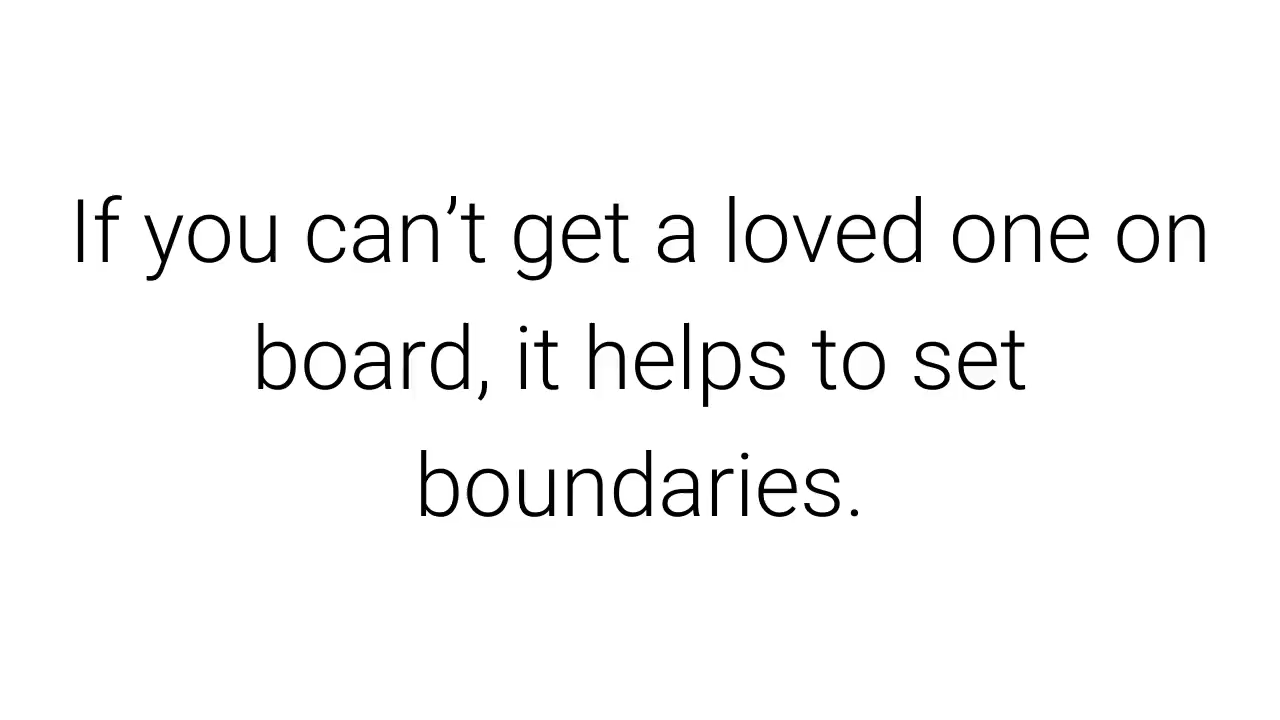 If you can’t get a loved one on
board, it helps to set
boundaries.